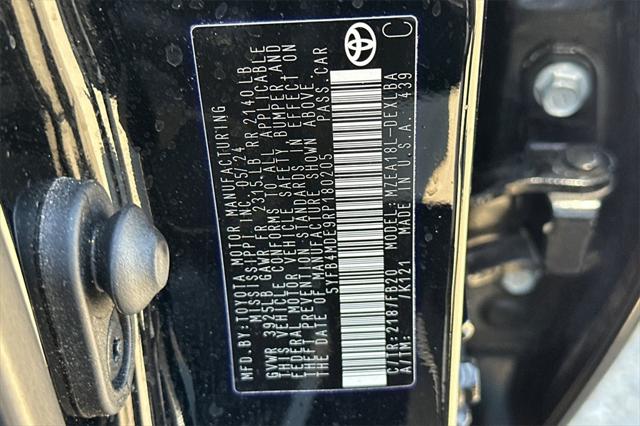 MFD.BY:TOYOTA MOTOR MANUFACTURING
MISSISSIPPI INC. 05/24
GVWR 3925LB GAWR FR 2315LB RR 2140LB
THIS VEHICLE CONFORMS TO ALL APPLICABLE
FEDERAL MOTOR VEHICLE SAFETY, BUMPER, AND
THEFT PREVENTION STANDARDS IN EFFECT ON
THE DATE OF MANUFACTURE SHOWN ABOVE.
5YFB4MDE9RP180205 PASS. CAR
C/TR:218/FB20 MODEL: MZEA18L-DEXLBA
A/TM: /K121 MADE IN U.S.A. 439
C